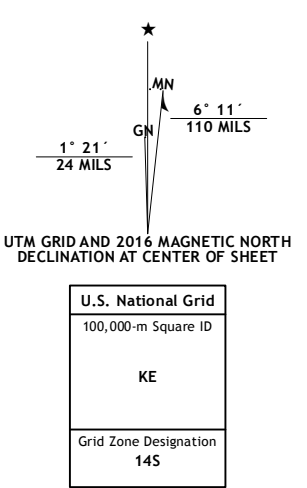 ★
MN
GN
6° 11´
110 MILS
1° 21´
24 MILS
UTM GRID AND 2016 MAGNETIC NORTH
DECLINATION AT CENTER OF SHEET
U.S. National Grid
100,000-m Square ID
KE
Grid Zone Designation
14S